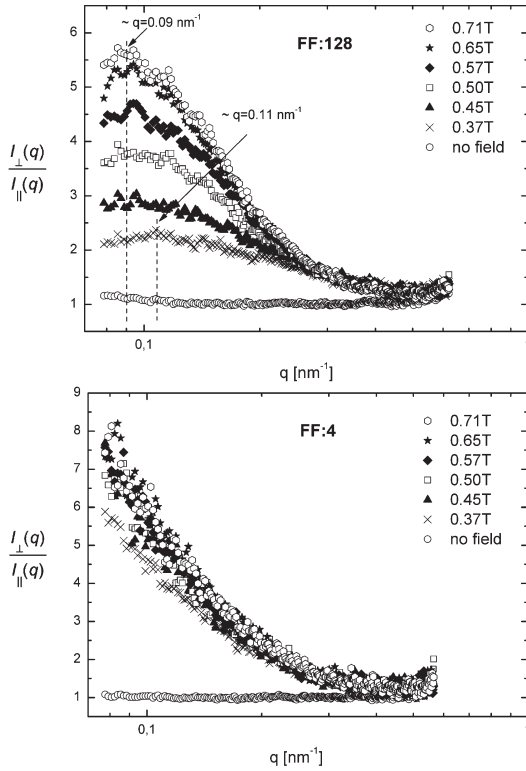 ~ q=0.09 nm⁻¹
FF:128
0.71T
0.65T
0.57T
0.50T
0.45T
0.37T
no field
~ q=0.11 nm⁻¹
6
5
4
3
2
1
I⊥(q)
I||(q)
0,1
q [nm⁻¹]
FF:4
0.71T
0.65T
0.57T
0.50T
0.45T
0.37T
no field
9
8
7
6
5
4
3
2
1
I⊥(q)
I||(q)
0,1
q [nm⁻¹]